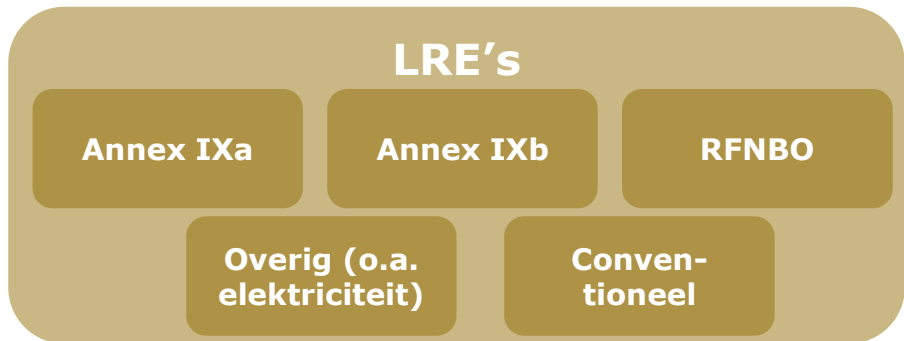 LRE’s
Annex IXa
Annex IXb
RFNBO
Overig (o.a.
elektriciteit)
Conven-
tioneel